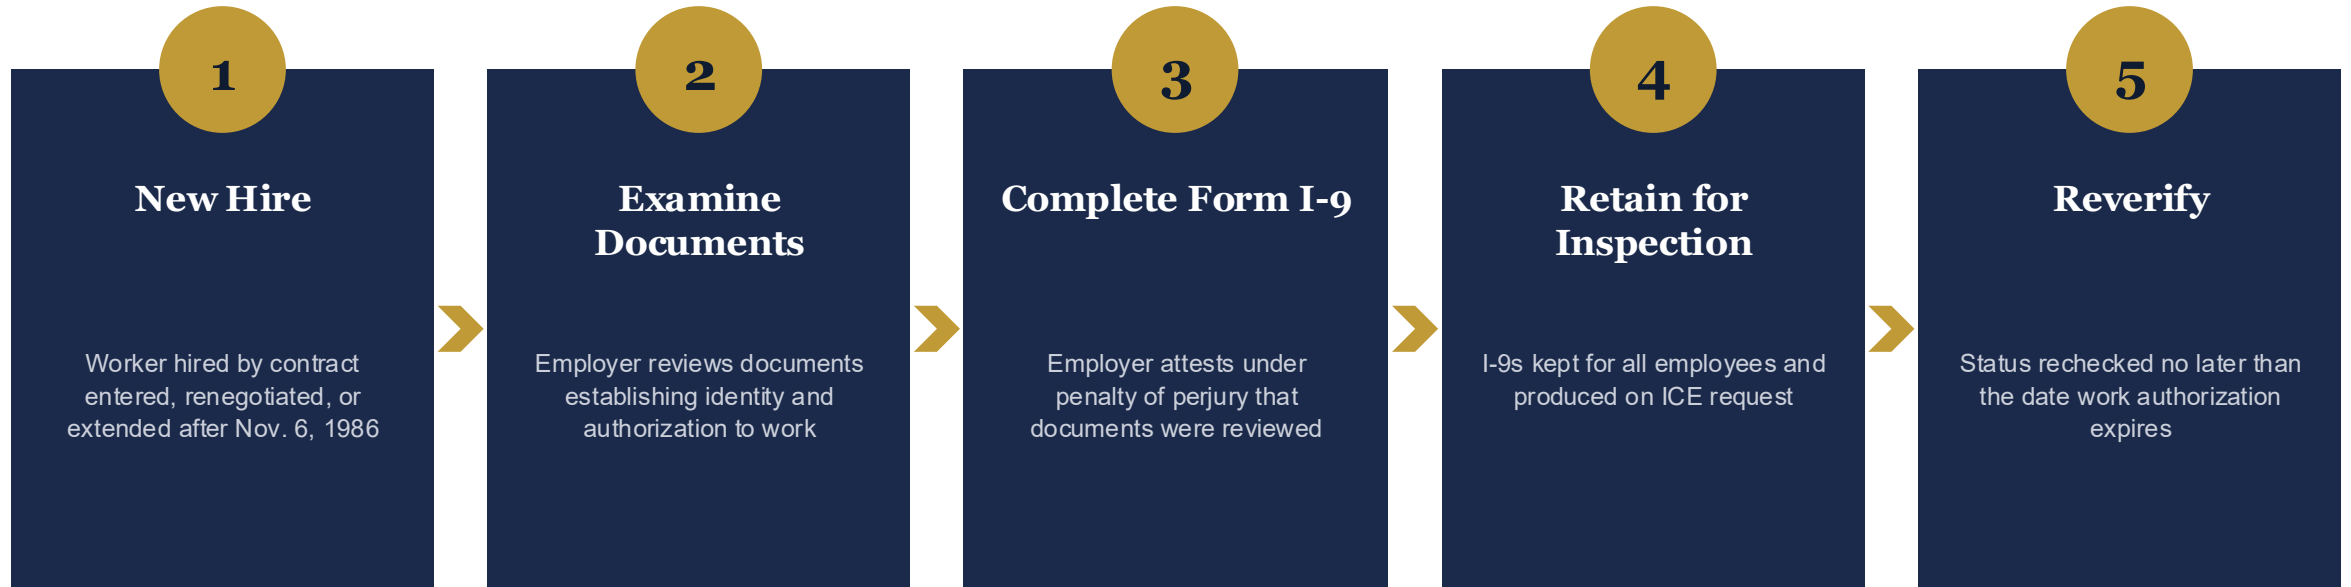 1
New Hire
Worker hired by contract
entered, renegotiated, or
extended after Nov. 6, 1986
2
Examine
Documents
Employer reviews documents
establishing identity and
authorization to work
3
Complete Form I-9
Employer attests under
penalty of perjury that
documents were reviewed
4
Retain for
Inspection
I-9s kept for all employees and
produced on ICE request
5
Reverify
Status rechecked no later than
the date work authorization
expires